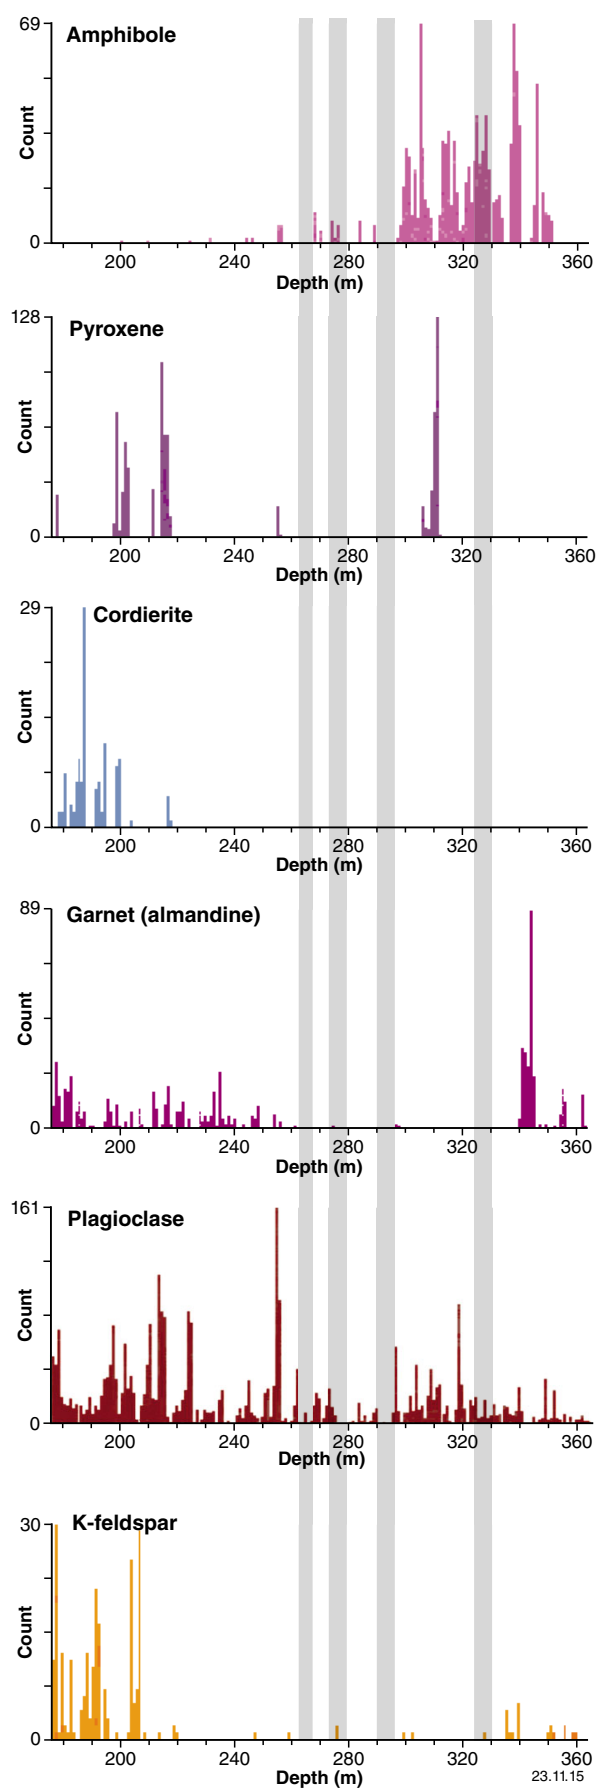 69
Amphibole
Count
0
200 240 280 320 360
Depth (m)
128
Pyroxene
Count
0
200 240 280 320 360
Depth (m)
29
Cordierite
Count
0
200 240 280 320 360
Depth (m)
89
Garnet (almandine)
Count
0
200 240 280 320 360
Depth (m)
161
Plagioclase
Count
0
200 240 280 320 360
Depth (m)
30
K-feldspar
Count
0
200 240 280 320 360
Depth (m)
23.11.15